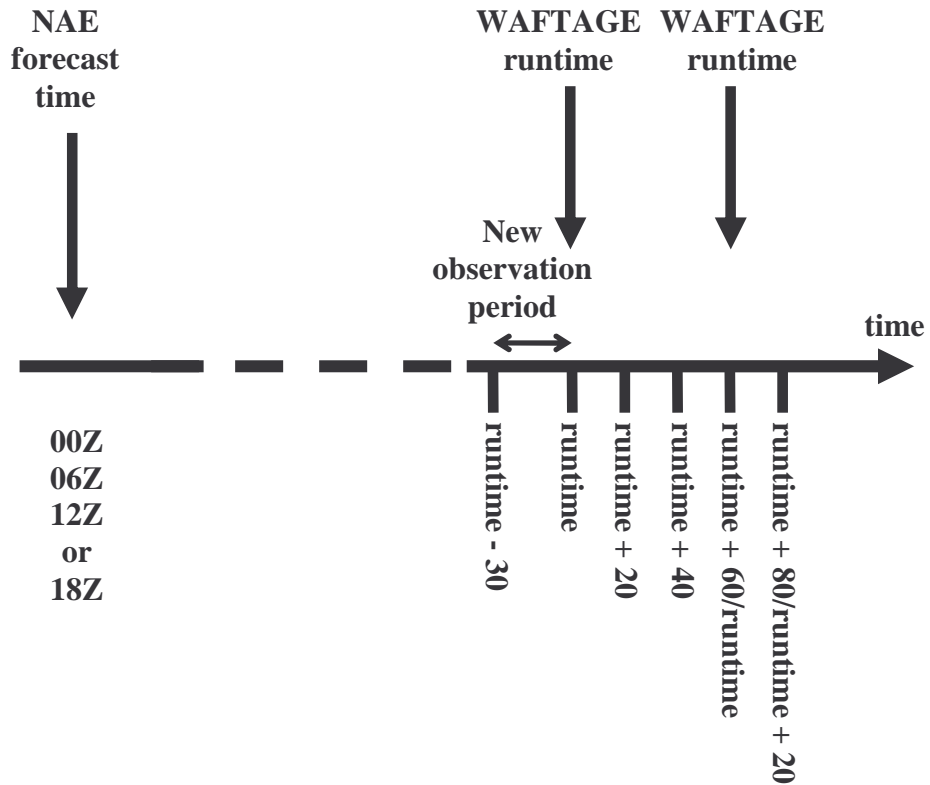 NAE
forecast
time
WAFTAGE
runtime
WAFTAGE
runtime
New
observation
period
time
00Z
06Z
12Z
or
18Z
runtime - 30
runtime
runtime + 20
runtime + 40
runtime + 60/runtime
runtime + 80/runtime + 20